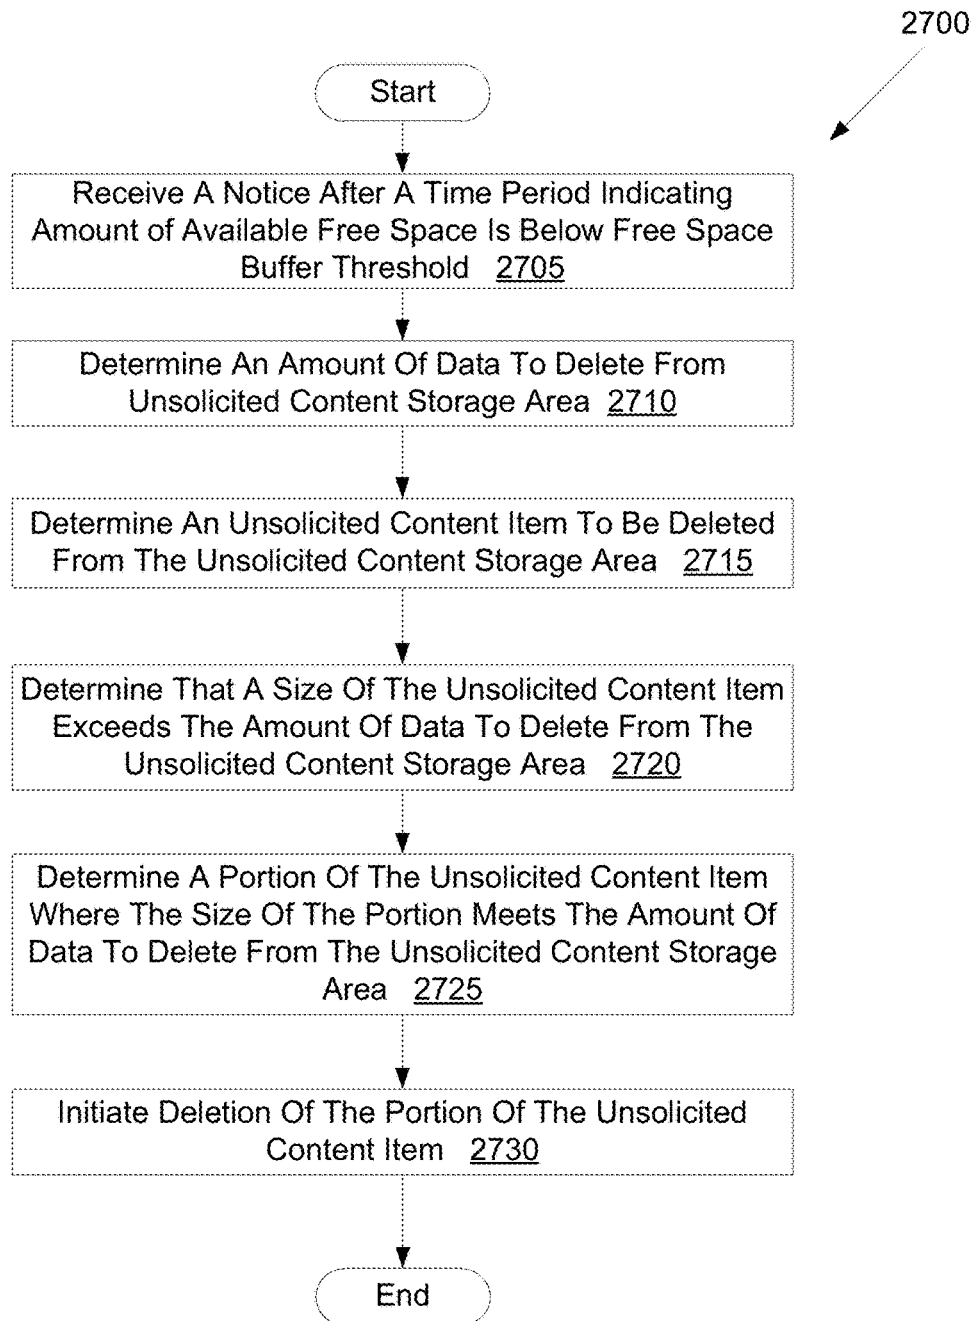 2700
Start
Receive A Notice After A Time Period Indicating
Amount of Available Free Space Is Below Free Space
Buffer Threshold 2705
Determine An Amount Of Data To Delete From
Unsolicited Content Storage Area 2710
Determine An Unsolicited Content Item To Be Deleted
From The Unsolicited Content Storage Area 2715
Determine That A Size Of The Unsolicited Content Item
Exceeds The Amount Of Data To Delete From The
Unsolicited Content Storage Area 2720
Determine A Portion Of The Unsolicited Content Item
Where The Size Of The Portion Meets The Amount Of
Data To Delete From The Unsolicited Content Storage
Area 2725
Initiate Deletion Of The Portion Of The Unsolicited
Content Item 2730
End